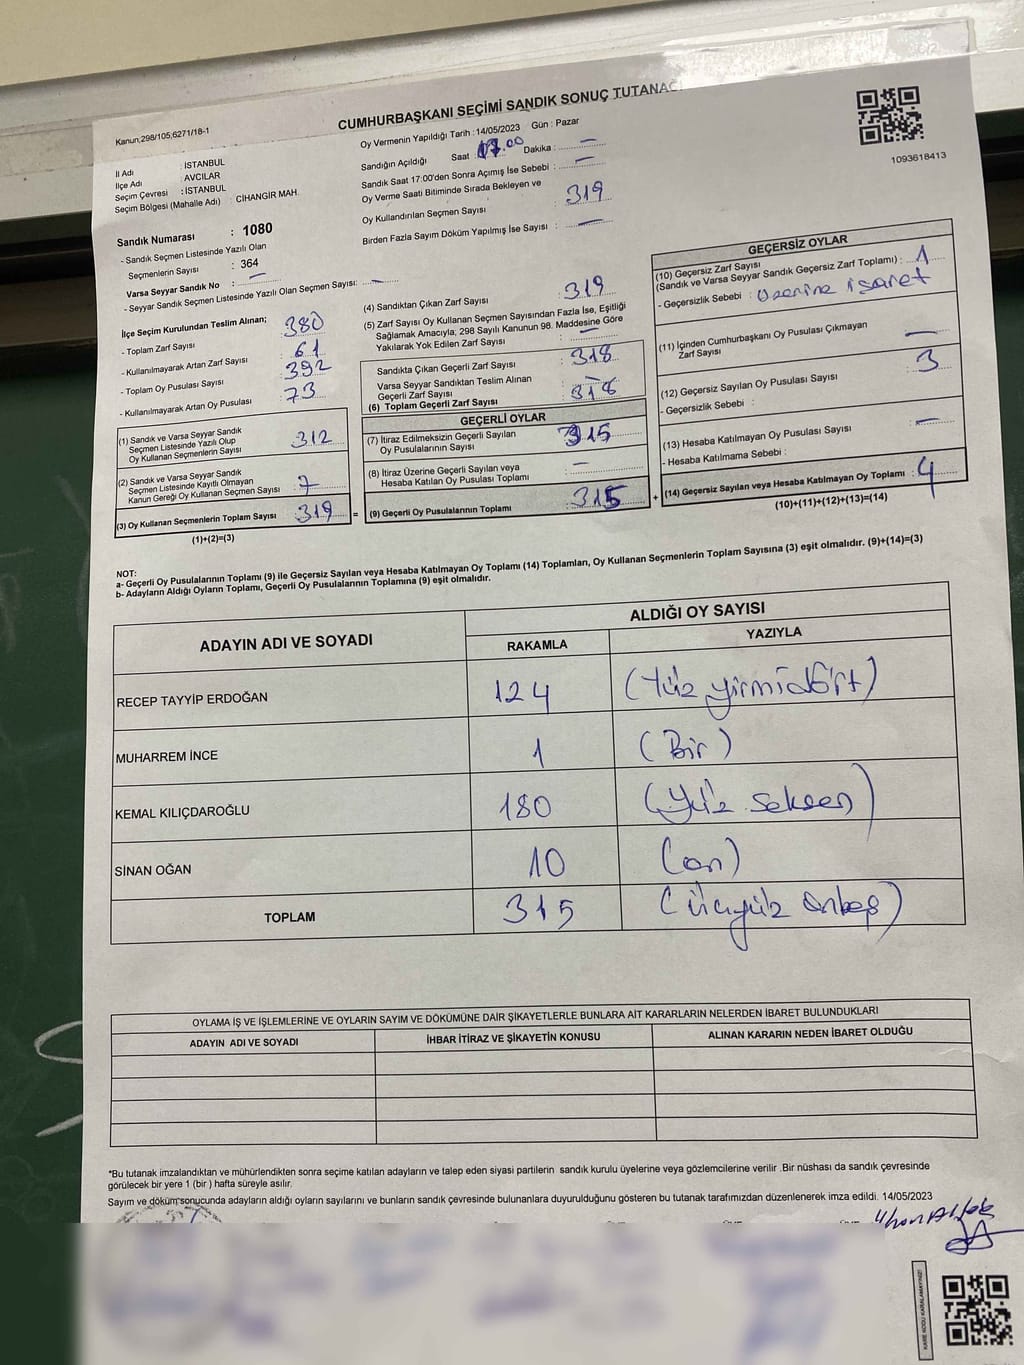 Kanun,298/105,6271/18-1
CUMHURBAŞKANI SEÇİMİ SANDIK SONUÇ TUTANAĞ
1093618413
İl Adı : İSTANBUL
İlçe Adı : AVCILAR
Seçim Çevresi : İSTANBUL
Seçim Bölgesi (Mahalle Adı) : CİHANGİR MAH.
Sandık Numarası : 1080
- Sandık Seçmen Listesinde Yazılı Olan
Seçmenlerin Sayısı : 364
Varsa Seyyar Sandık No : —
- Seyyar Sandık Seçmen Listesinde Yazılı Olan Seçmen Sayısı: —
Oy Vermenin Yapıldığı Tarih : 14/05/2023 Gün : Pazar
Sandığın Açıldığı Saat : 17.00 Dakika : —
Sandık Saat 17:00'den Sonra Açımış İse Sebebi : —
Oy Verme Saati Bitiminde Sırada Bekleyen ve
Oy Kullandırılan Seçmen Sayısı : 319
Birden Fazla Sayım Döküm Yapılmış İse Sayısı : —
İlçe Seçim Kurulundan Teslim Alınan;
- Toplam Zarf Sayısı : 380
- Kullanılmayarak Artan Zarf Sayısı : 61
- Toplam Oy Pusulası Sayısı : 392
- Kullanılmayarak Artan Oy Pusulası : 73
(1) Sandık ve Varsa Seyyar Sandık
Seçmen Listesinde Yazılı Olup
Oy Kullanan Seçmenlerin Sayısı : 312
(2) Sandık ve Varsa Seyyar Sandık
Seçmen Listesinde Kayıtlı Olmayan
Kanun Gereği Oy Kullanan Seçmen Sayısı : 7
(3) Oy Kullanan Seçmenlerin Toplam Sayısı : 319
(1)+(2)=(3)
(4) Sandıktan Çıkan Zarf Sayısı : 319
(5) Zarf Sayısı Oy Kullanan Seçmen Sayısından Fazla İse, Eşitliği
Sağlamak Amacıyla; 298 Sayılı Kanunun 98. Maddesine Göre
Yakılarak Yok Edilen Zarf Sayısı : —
Sandıkta Çıkan Geçerli Zarf Sayısı : 318
Varsa Seyyar Sandıktan Teslim Alınan
Geçerli Zarf Sayısı : —
(6) Toplam Geçerli Zarf Sayısı : 318
GEÇERLİ OYLAR
(7) İtiraz Edilmeksizin Geçerli Sayılan
Oy Pusulalarının Sayısı : 315
(8) İtiraz Üzerine Geçerli Sayılan veya
Hesaba Katılan Oy Pusulası Toplamı : —
(9) Geçerli Oy Pusulalarının Toplamı : 315
GEÇERSİZ OYLAR
(10) Geçersiz Zarf Sayısı
(Sandık ve Varsa Seyyar Sandık Geçersiz Zarf Toplamı) : 1
- Geçersizlik Sebebi : üzerine işaret
(11) İçinden Cumhurbaşkanı Oy Pusulası Çıkmayan
Zarf Sayısı : —
(12) Geçersiz Sayılan Oy Pusulası Sayısı : 3
- Geçersizlik Sebebi :
(13) Hesaba Katılmayan Oy Pusulası Sayısı : —
- Hesaba Katılmama Sebebi :
(14) Geçersiz Sayılan veya Hesaba Katılmayan Oy Toplamı : 4
(10)+(11)+(12)+(13)=(14)
NOT:
a- Geçerli Oy Pusulalarının Toplamı (9) ile Geçersiz Sayılan veya Hesaba Katılmayan Oy Toplamı (14) Toplamları, Oy Kullanan Seçmenlerin Toplam Sayısına (3) eşit olmalıdır. (9)+(14)=(3)
b- Adayların Aldığı Oyların Toplamı, Geçerli Oy Pusulalarının Toplamına (9) eşit olmalıdır.
ADAYIN ADI VE SOYADI
ALDIĞI OY SAYISI
RAKAMLA YAZIYLA
RECEP TAYYİP ERDOĞAN 124 (Yüz yirmidört)
MUHARREM İNCE 1 (Bir)
KEMAL KILIÇDAROĞLU 180 (Yüz seksen)
SİNAN OĞAN 10 (on)
TOPLAM 315 (üçyüz onbeş)
OYLAMA İŞ VE İŞLEMLERİNE VE OYLARIN SAYIM VE DÖKÜMÜNE DAİR ŞİKAYETLERLE BUNLARA AİT KARARLARIN NELERDEN İBARET BULUNDUKLARI
ADAYIN ADI VE SOYADI İHBAR İTİRAZ VE ŞİKAYETİN KONUSU ALINAN KARARIN NEDEN İBARET OLDUĞU
*Bu tutanak imzalandıktan ve mühürlendikten sonra seçime katılan adayların ve talep eden siyasi partilerin sandık kurulu üyelerine veya gözlemcilerine verilir .Bir nüshası da sandık çevresinde
görülecek bir yere 1 (bir ) hafta süreyle asılır.
Sayım ve döküm sonucunda adayların aldığı oyların sayılarını ve bunların sandık çevresinde bulunanlara duyurulduğunu gösteren bu tutanak tarafımızdan düzenlenerek imza edildi. 14/05/2023
KARE KODU KARALAMAYINIZ!